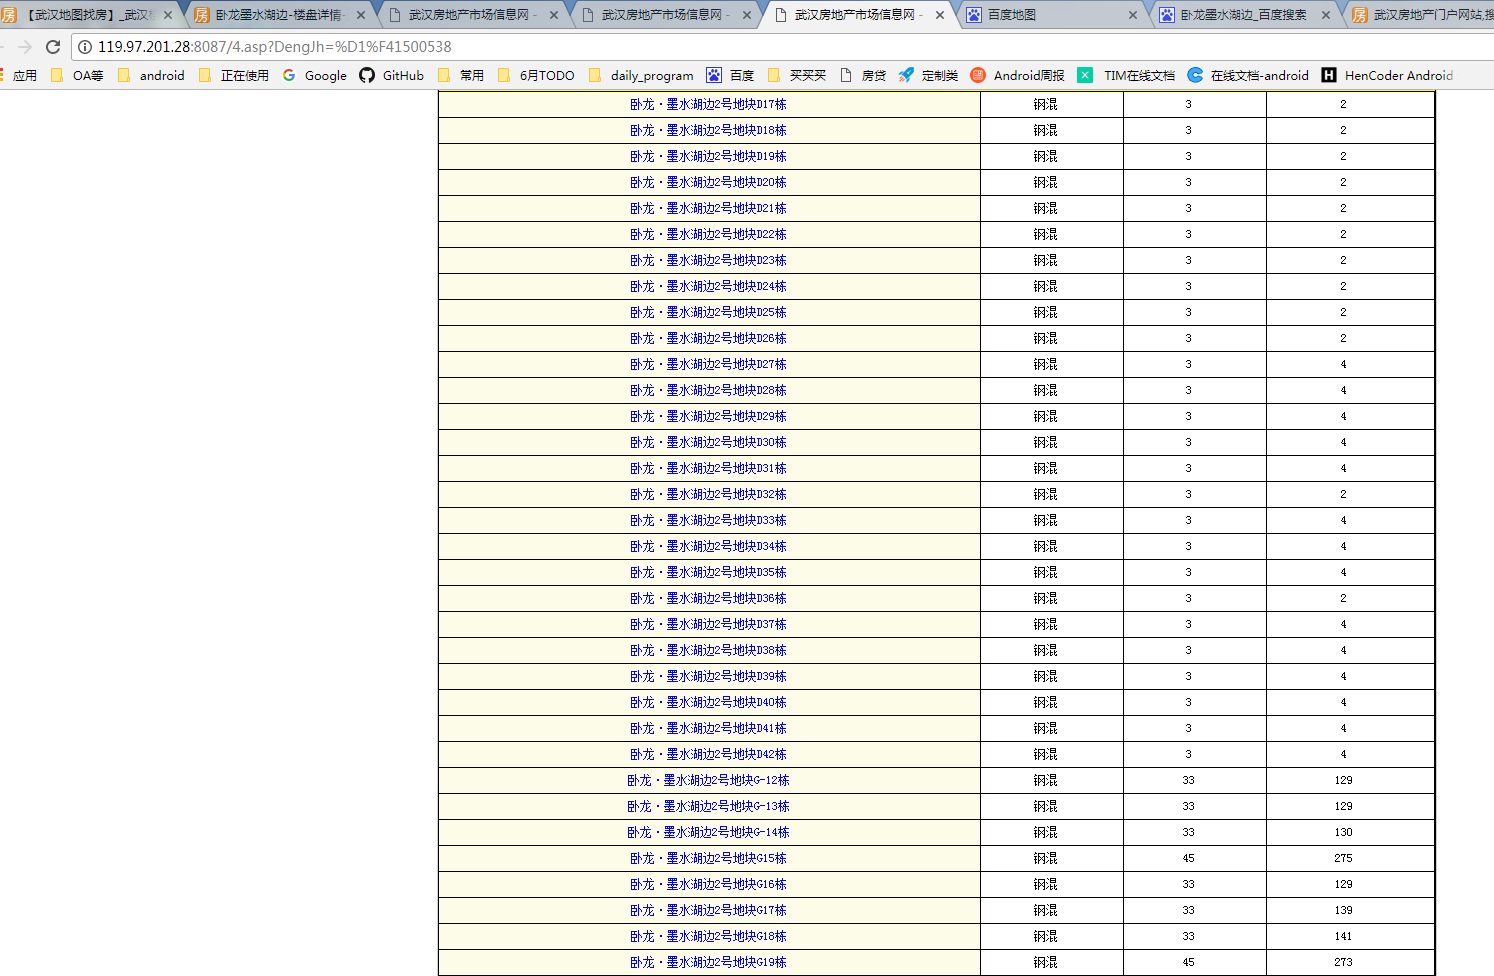 【武汉地图找房】_武汉
卧龙墨水湖边-楼盘详情-
武汉房地产市场信息网 -
武汉房地产市场信息网 -
武汉房地产市场信息网 -
百度地图
卧龙墨水湖边_百度搜索
武汉房地产门户网站,搜
119.97.201.28:8087/4.asp?DengJh=%D1%F41500538
应用 OA等 android 正在使用 Google GitHub 常用 6月TODO daily_program 百度 买买买 房贷 定制类 Android周报 TIM在线文档 在线文档-android HenCoder Android
卧龙·墨水湖边2号地块D17栋 钢混 3 2
卧龙·墨水湖边2号地块D18栋 钢混 3 2
卧龙·墨水湖边2号地块D19栋 钢混 3 2
卧龙·墨水湖边2号地块D20栋 钢混 3 2
卧龙·墨水湖边2号地块D21栋 钢混 3 2
卧龙·墨水湖边2号地块D22栋 钢混 3 2
卧龙·墨水湖边2号地块D23栋 钢混 3 2
卧龙·墨水湖边2号地块D24栋 钢混 3 2
卧龙·墨水湖边2号地块D25栋 钢混 3 2
卧龙·墨水湖边2号地块D26栋 钢混 3 2
卧龙·墨水湖边2号地块D27栋 钢混 3 4
卧龙·墨水湖边2号地块D28栋 钢混 3 4
卧龙·墨水湖边2号地块D29栋 钢混 3 4
卧龙·墨水湖边2号地块D30栋 钢混 3 4
卧龙·墨水湖边2号地块D31栋 钢混 3 4
卧龙·墨水湖边2号地块D32栋 钢混 3 2
卧龙·墨水湖边2号地块D33栋 钢混 3 4
卧龙·墨水湖边2号地块D34栋 钢混 3 4
卧龙·墨水湖边2号地块D35栋 钢混 3 4
卧龙·墨水湖边2号地块D36栋 钢混 3 2
卧龙·墨水湖边2号地块D37栋 钢混 3 4
卧龙·墨水湖边2号地块D38栋 钢混 3 4
卧龙·墨水湖边2号地块D39栋 钢混 3 4
卧龙·墨水湖边2号地块D40栋 钢混 3 4
卧龙·墨水湖边2号地块D41栋 钢混 3 4
卧龙·墨水湖边2号地块D42栋 钢混 3 4
卧龙·墨水湖边2号地块G-12栋 钢混 33 129
卧龙·墨水湖边2号地块G-13栋 钢混 33 129
卧龙·墨水湖边2号地块G-14栋 钢混 33 130
卧龙·墨水湖边2号地块G15栋 钢混 45 275
卧龙·墨水湖边2号地块G16栋 钢混 33 129
卧龙·墨水湖边2号地块G17栋 钢混 33 139
卧龙·墨水湖边2号地块G18栋 钢混 33 141
卧龙·墨水湖边2号地块G19栋 钢混 45 273